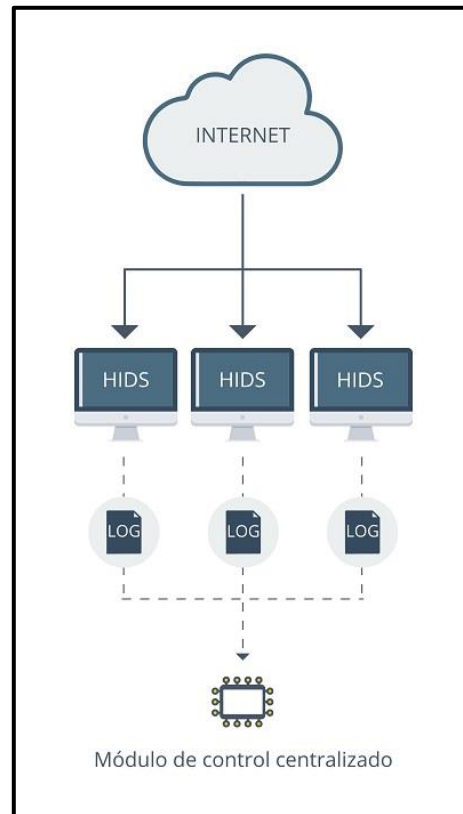 INTERNET
HIDS HIDS HIDS
LOG LOG LOG
Módulo de control centralizado